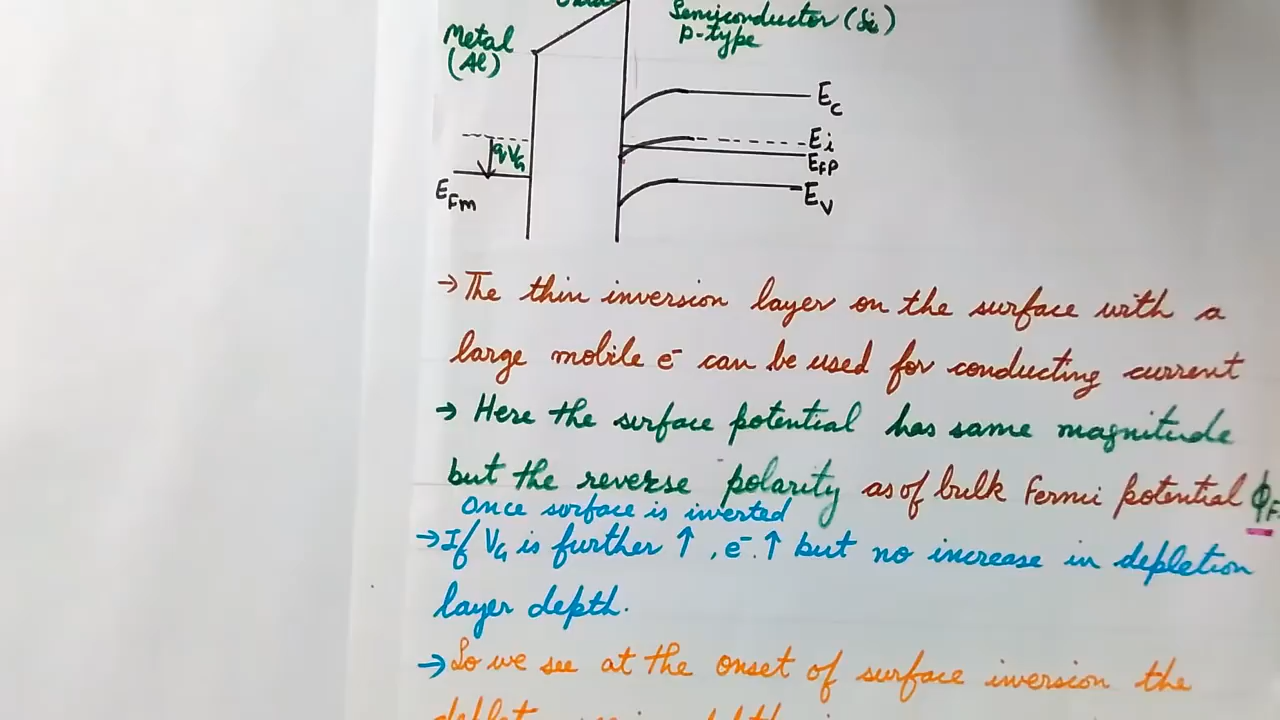 Semiconductor (Si)
Metal
p-type
(Al)
Ec
Ei
qVG
EFP
EFm
EV
→ The thin inversion layer on the surface with a
large mobile e- can be used for conducting current
→ Here the surface potential has same magnitude
but the reverse polarity as of bulk Fermi potential ϕF
Once surface is inverted
→ If VG is further ↑, e- ↑ but no increase in depletion
layer depth.
→ So we see at the onset of surface inversion the